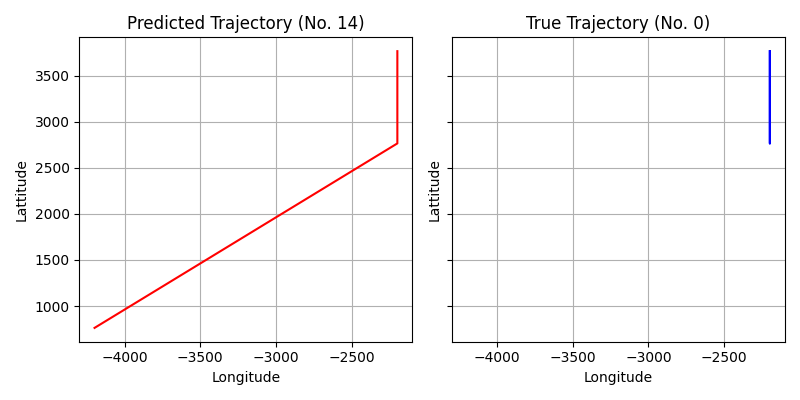 Predicted Trajectory (No. 14)
True Trajectory (No. 0)
Lattitude
3500
3000
2500
2000
1500
1000
−4000 −3500 −3000 −2500
Longitude
Lattitude
−4000 −3500 −3000 −2500
Longitude